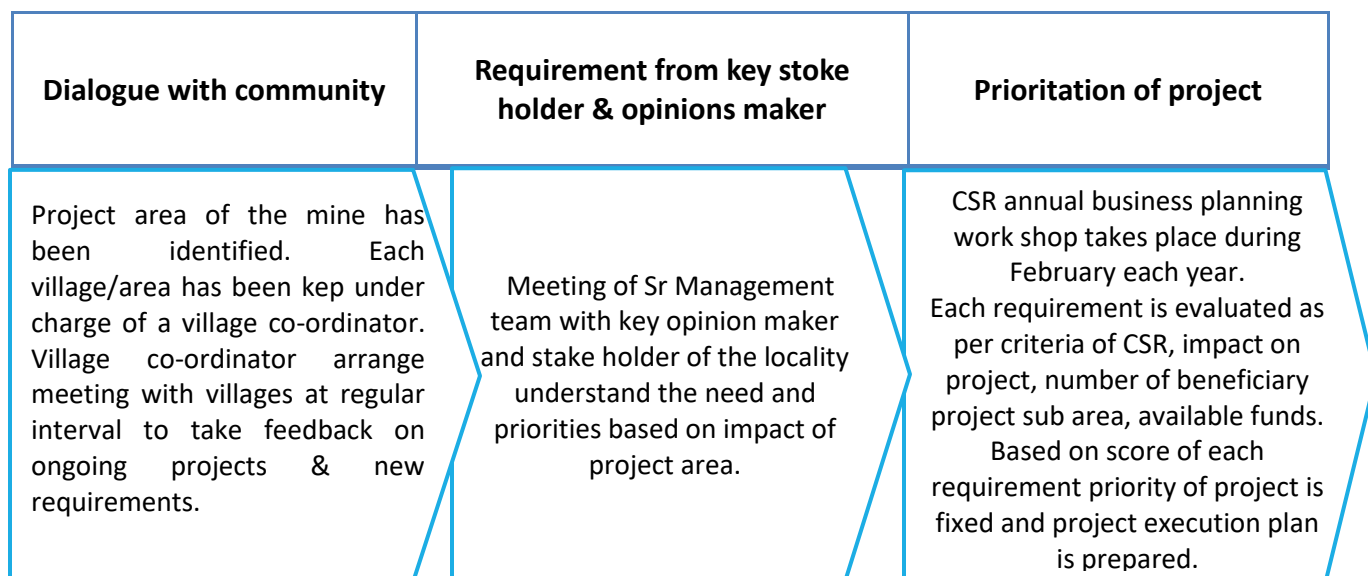 Dialogue with community
Requirement from key stoke
holder & opinions maker
Prioritation of project
Project area of the mine has
been identified. Each
village/area has been kep under
charge of a village co-ordinator.
Village co-ordinator arrange
meeting with villages at regular
interval to take feedback on
ongoing projects & new
requirements.
Meeting of Sr Management
team with key opinion maker
and stake holder of the locality
understand the need and
priorities based on impact of
project area.
CSR annual business planning
work shop takes place during
February each year.
Each requirement is evaluated as
per criteria of CSR, impact on
project, number of beneficiary
project sub area, available funds.
Based on score of each
requirement priority of project is
fixed and project execution plan
is prepared.